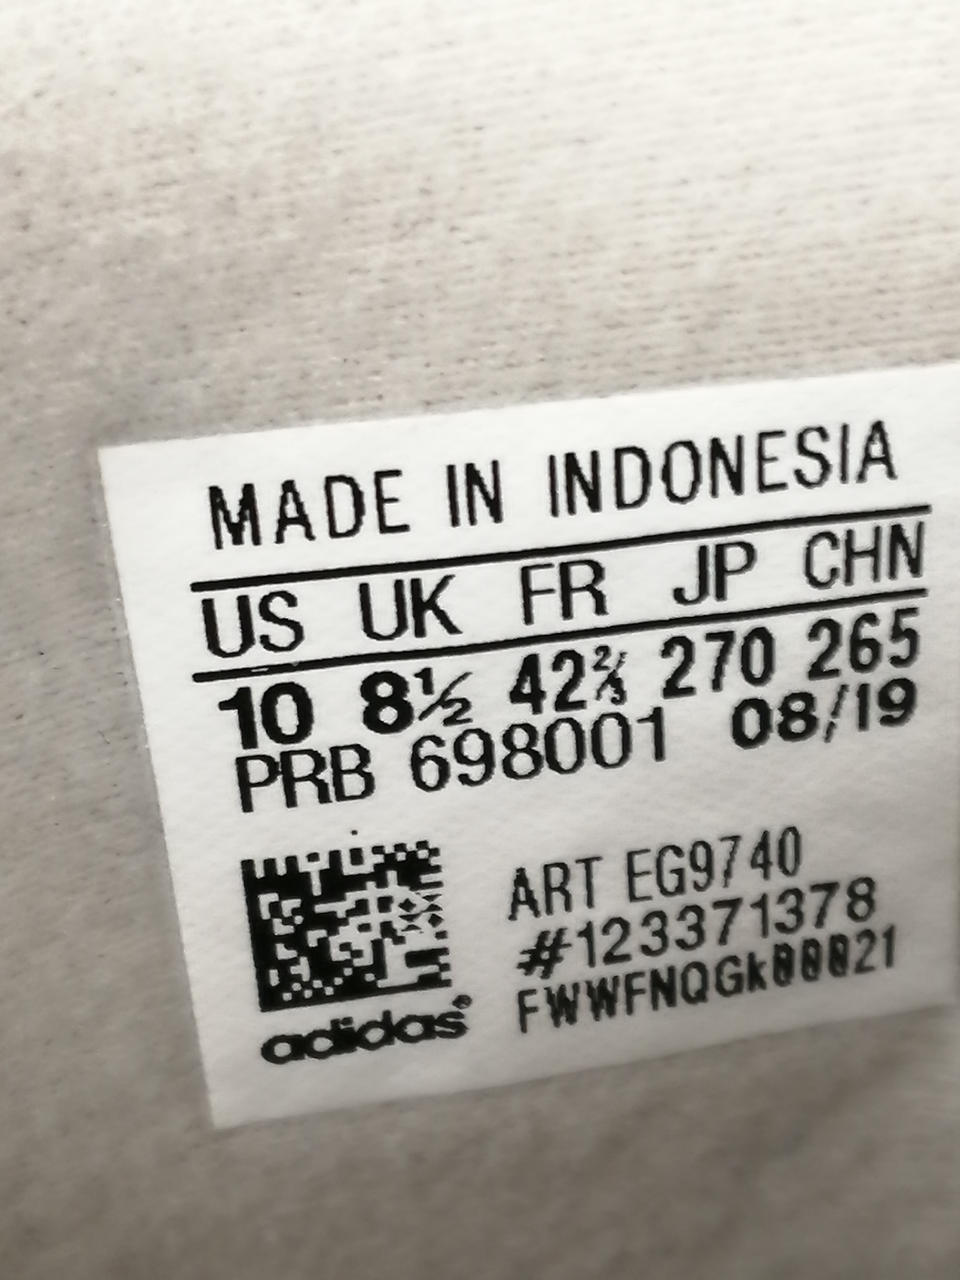 MADE IN INDONESIA
US UK FR JP CHN
10 8½ 42⅔ 270 265
PRB 698001 08/19
ART EG9740
#123371378
FWWFNQGk00021
adidas®